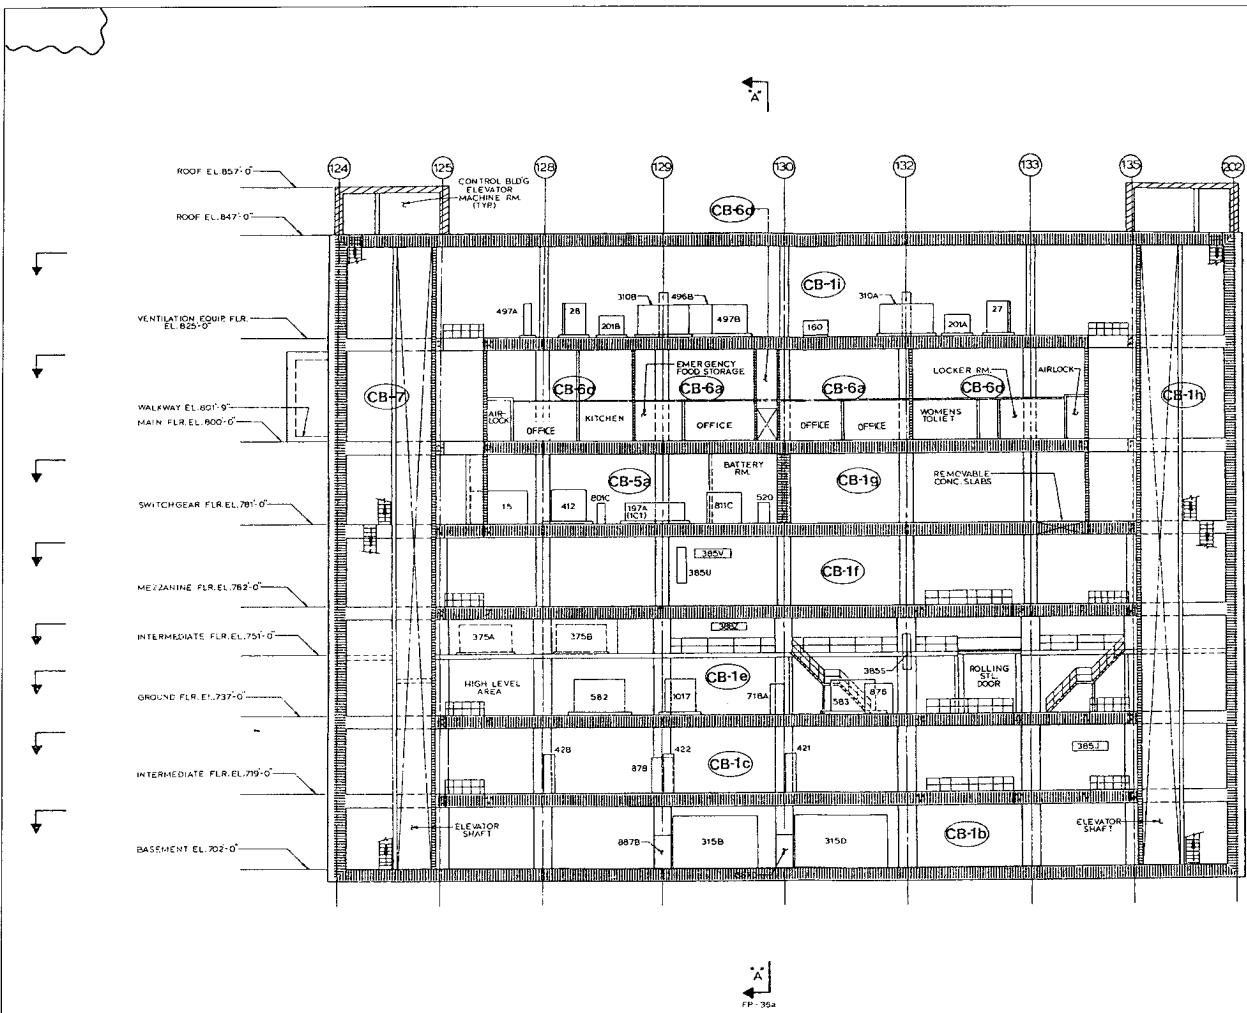 "A"
124
125
128
129
130
132
133
135
202
ROOF EL.857'-0"
CONTROL BLD'G
ELEVATOR
MACHINE RM.
(TYP.)
CB-6d
ROOF EL.847'-0"
CB-1i
310B
496B
310A
497A
28
201B
497B
160
201A
27
VENTILATION EQUIP. FLR.
EL.825'-0"
EMERGENCY
FOOD STORAGE
LOCKER RM.
AIRLOCK
CB-7
CB-6d
CB-6a
CB-6a
CB-6d
CB-1h
WALKWAY EL.801'-9"
MAIN FLR. EL.800'-0"
AIR-
LOCK
OFFICE
KITCHEN
OFFICE
OFFICE
OFFICE
WOMENS
TOLIET
BATTERY
RM.
CB-5a
CB-1g
REMOVABLE
CONC. SLABS
SWITCHGEAR FLR.EL.781'-0"
15
412
801C
197A
(1C1)
811C
520
385V
385U
CB-1f
MEZZANINE FLR.EL.762'-0"
INTERMEDIATE FLR.EL.751'-0"
375A
375B
388Z
385S
ROLLING
STL.
DOOR
HIGH LEVEL
AREA
CB-1e
GROUND FLR.EL.737'-0"
582
1017
718A
583
876
428
422
421
385J
878
CB-1c
INTERMEDIATE FLR.EL.719'-0"
ELEVATOR
SHAFT
ELEVATOR
SHAFT
CB-1b
BASEMENT EL.702'-0"
887B
315B
315D
"A"
FP-36a